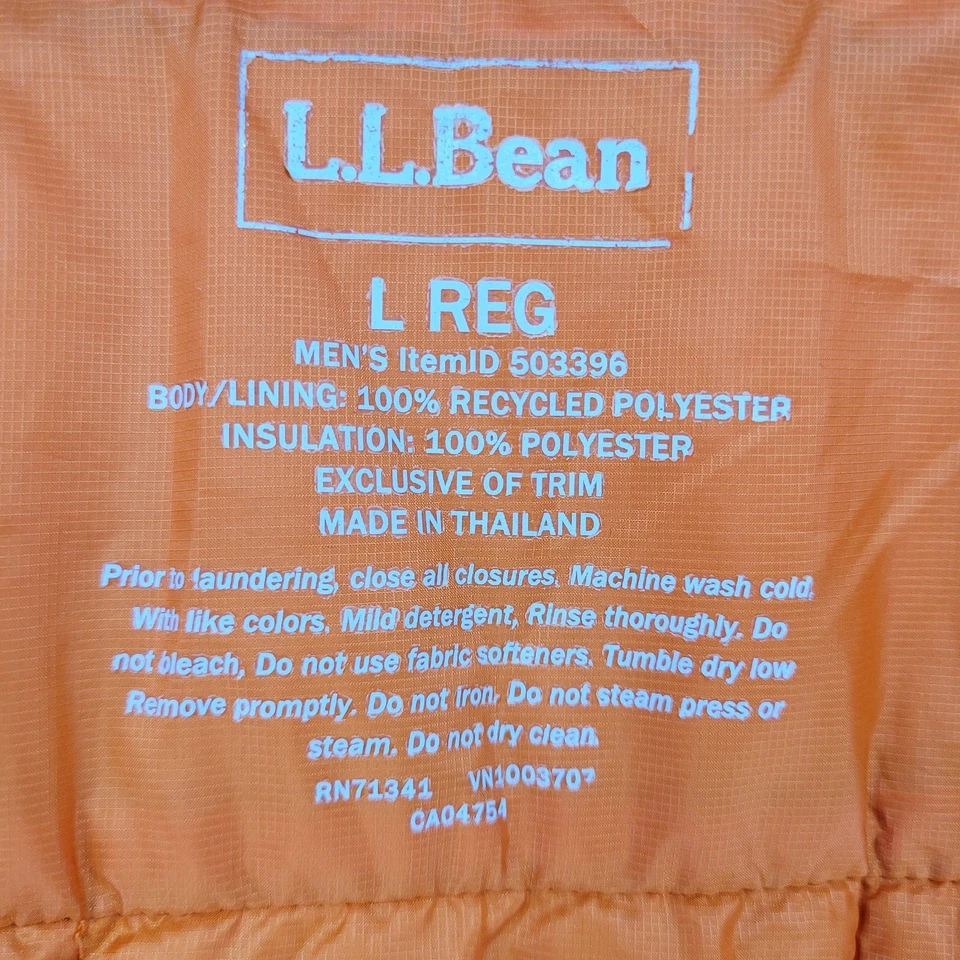 L.L.Bean
L REG
MEN'S ItemID 503396
BODY/LINING: 100% RECYCLED POLYESTER
INSULATION: 100% POLYESTER
EXCLUSIVE OF TRIM
MADE IN THAILAND
Prior to laundering, close all closures. Machine wash cold.
With like colors. Mild detergent, Rinse thoroughly. Do
not bleach, Do not use fabric softeners. Tumble dry low
Remove promptly. Do not Iron. Do not steam press or
steam. Do not dry clean.
RN71341
CA04754